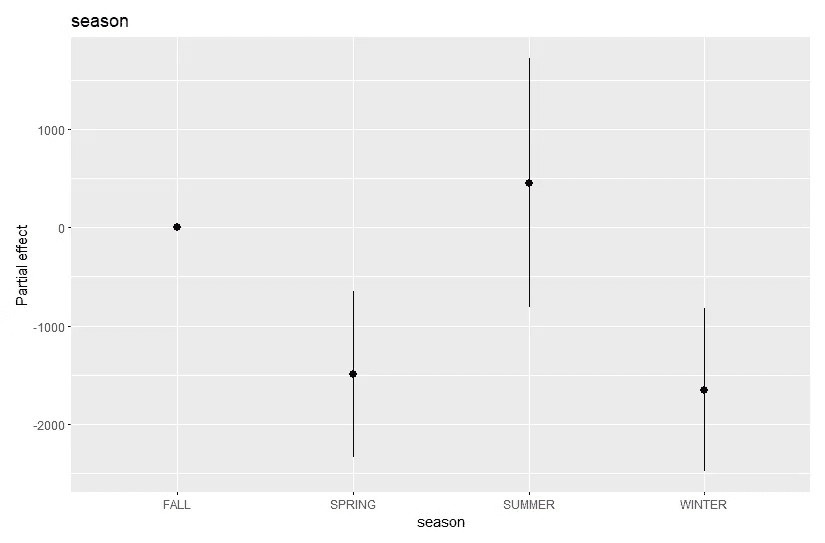 season
Partial effect
1000
0
-1000
-2000
FALL
SPRING
SUMMER
WINTER
season